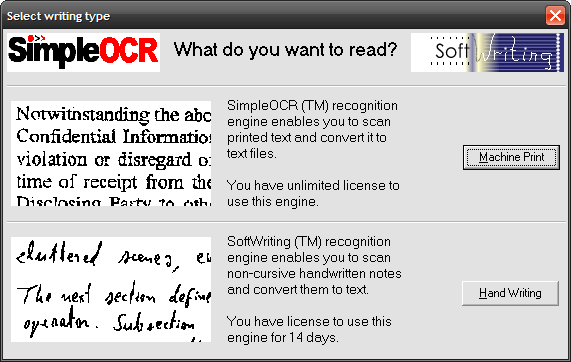 Select writing type
SimpleOCR
What do you want to read?
SoftWriting
Notwithstanding the abo
Confidential Information
violation or disregard o
time of receipt from the
Disclosing Party to othe
SimpleOCR (TM) recognition
engine enables you to scan
printed text and convert it to
text files.
You have unlimited license to
use this engine.
Machine Print
cluttered scenes, ev
The next section define
operator. Subsection
SoftWriting (TM) recognition
engine enables you to scan
non-cursive handwritten notes
and convert them to text.
You have license to use this
engine for 14 days.
Hand Writing